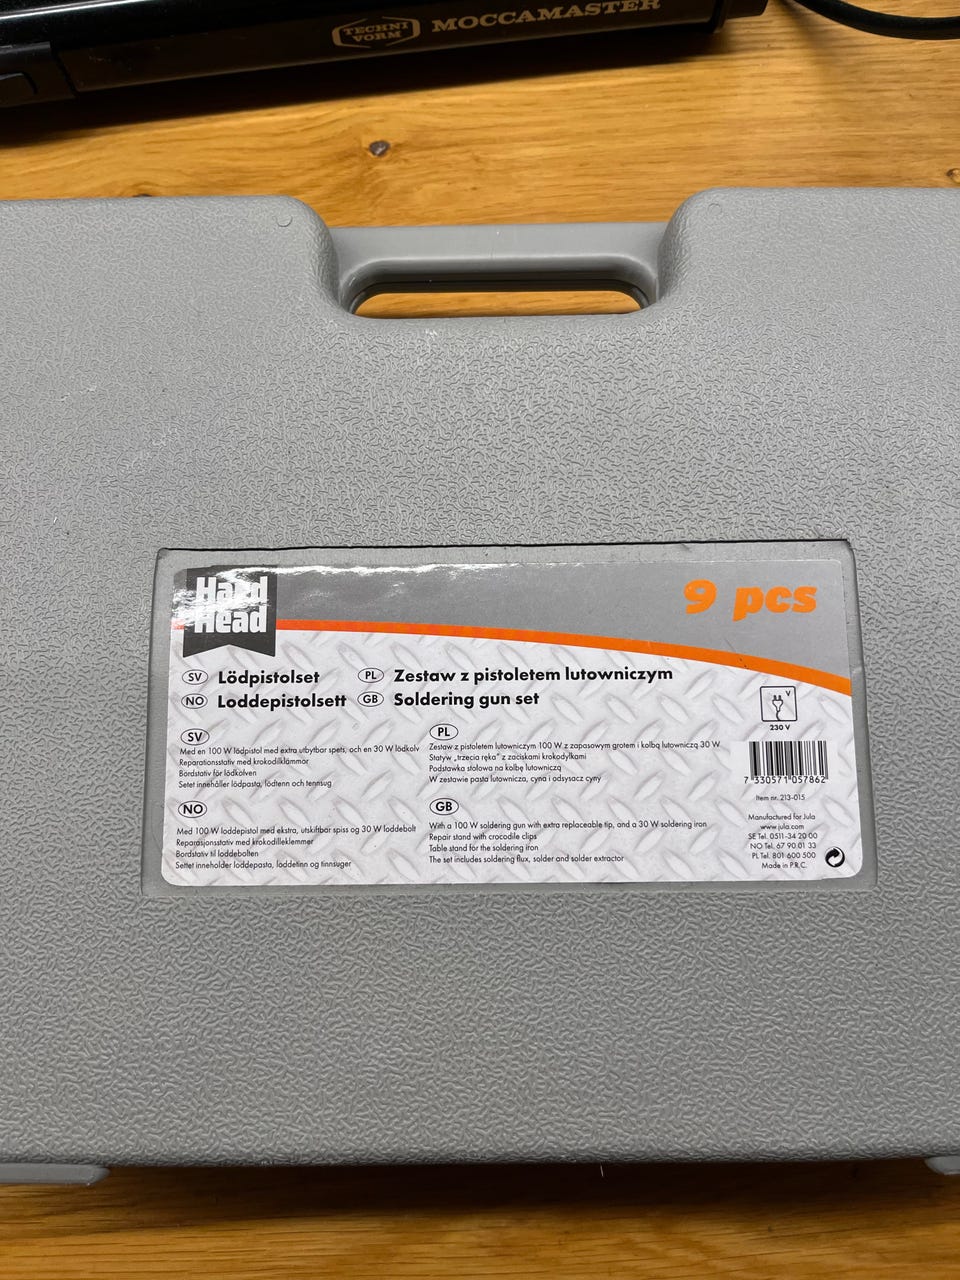 TECHNI
VORM
MOCCAMASTER
Hard
Head
9 pcs
SV Lödpistolset
NO Loddepistolsett
PL Zestaw z pistoletem lutowniczym
GB Soldering gun set
SV
Med en 100 W lödpistol med extra utbytbar spets, och en 30 W lödkolv
Reparationsstativ med krokodilklämmor
Bordstativ för lödkolven
Setet innehåller lödpasta, lödtenn och tennsug
NO
Med 100 W loddepistol med ekstra, utskiftbar spiss og 30 W loddebolt
Reparasjonsstativ med krokodilleklemmer
Bordstativ til loddebolten
Settet inneholder loddepasta, loddetinn og tinnsuger
PL
Zestaw z pistoletem lutowniczym 100 W z zapasowym grotem i kolbą lutowniczą 30 W
Statyw „trzecia ręka" z zaciskami krokodylkami
Podstawka stołowa na kolbę lutowniczą
W zestawie pasta lutownicza, cyna i odsysacz cyny
GB
With a 100 W soldering gun with extra replaceable tip, and a 30 W soldering iron
Repair stand with crocodile clips
Table stand for the soldering iron
The set includes soldering flux, solder and solder extractor
V
230 V
7 330571 057862
Item nr. 213-015
Manufactured for Jula
www.jula.com
SE Tel. 0511-34 20 00
NO Tel. 67 90 01 33
PL Tel. 801 600 500
Made in P.R.C.